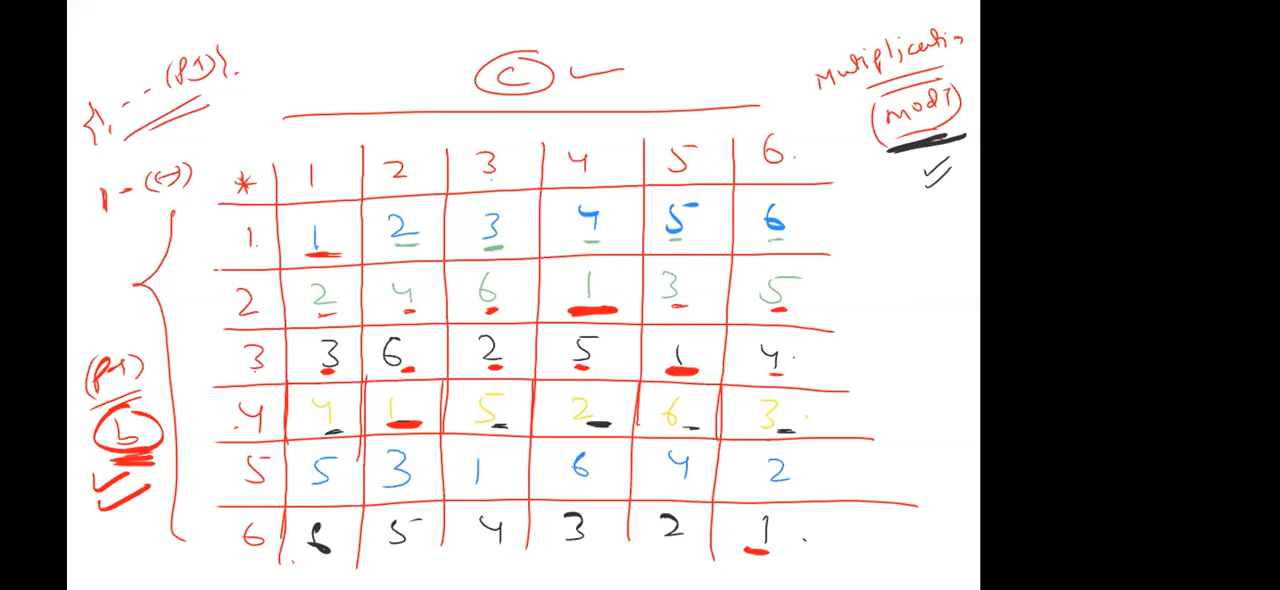 {1, - - (P-1)}.
C
Multiplication
(mod 7)
1 - (
* 1 2 3 4 5 6.
1. 1 2 3 4 5 6
2 2 4 6 1 3 5
3 3 6 2 5 1 4.
.4 4 1 5 2 6 3.
5 5 3 1 6 4 2
6 6 5 4 3 2 1.
(P-1)
b